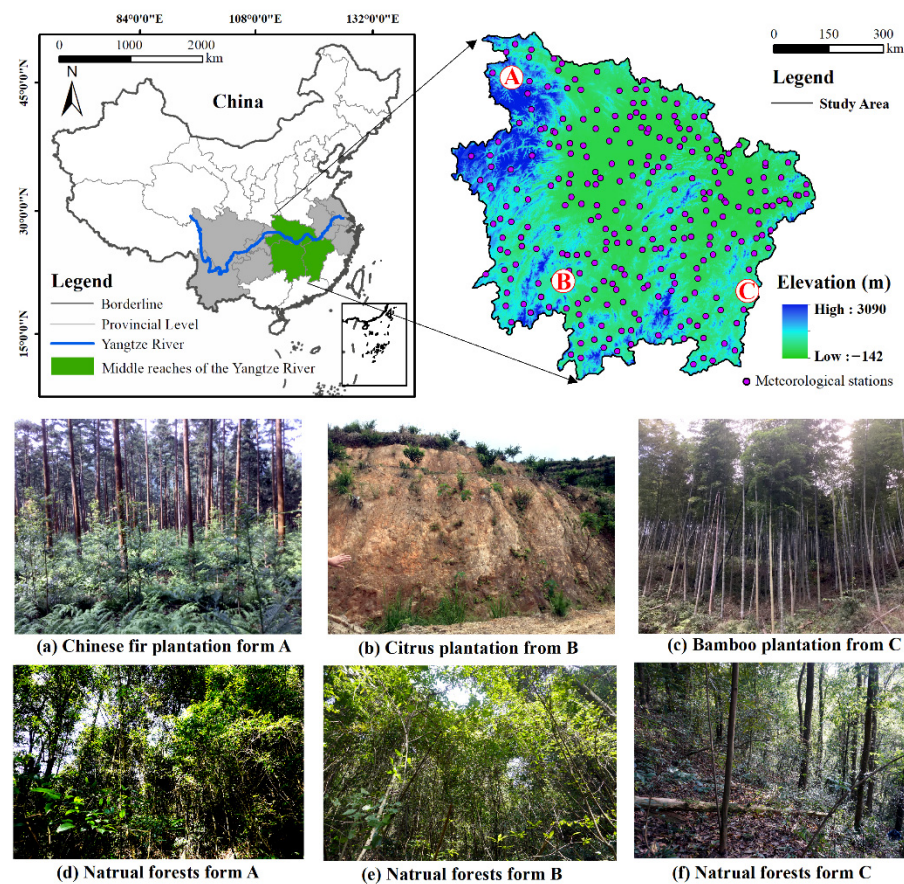 84°0'0"E 108°0'0"E 132°0'0"E
0 1000 2000
km
N
China
45°0'0"N
30°0'0"N
15°0'0"N
Legend
Borderline
Provincial Level
Yangtze River
Middle reaches of the Yangtze River
0 150 300
km
Legend
Study Area
A
B
C
Elevation (m)
High : 3090
Low :−142
Meteorological stations
(a) Chinese fir plantation form A
(b) Citrus plantation from B
(c) Bamboo plantation from C
(d) Natrual forests form A
(e) Natrual forests form B
(f) Natrual forests form C